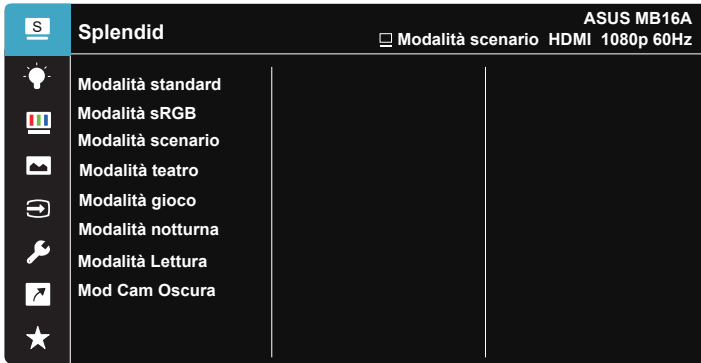 S
Splendid
ASUS MB16A
Modalità scenario HDMI 1080p 60Hz
Modalità standard
Modalità sRGB
Modalità scenario
Modalità teatro
Modalità gioco
Modalità notturna
Modalità Lettura
Mod Cam Oscura